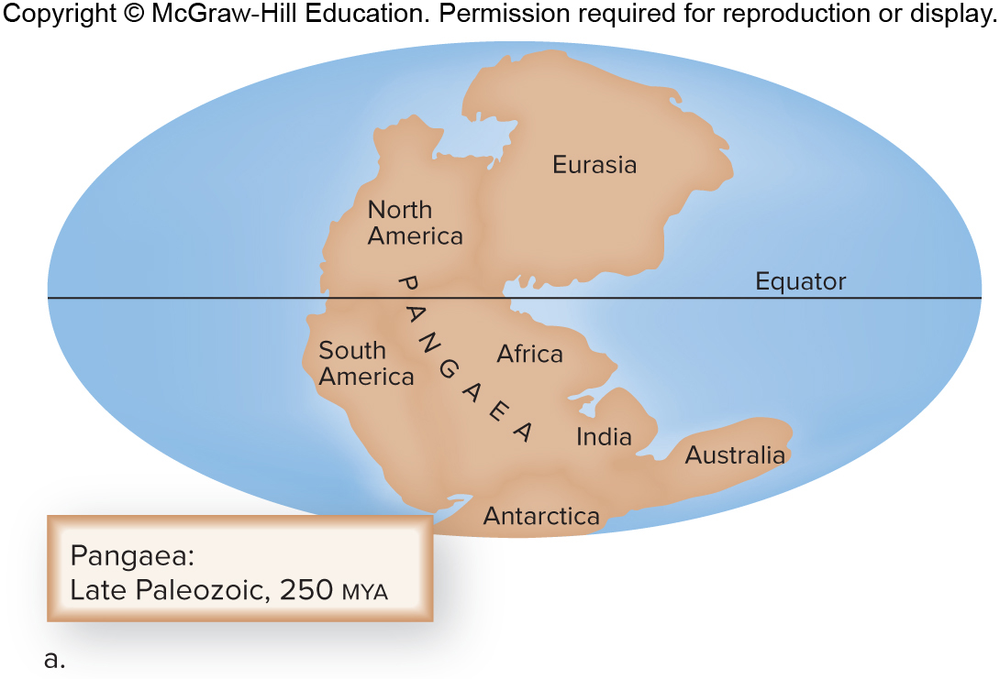 Copyright © McGraw-Hill Education. Permission required for reproduction or display.
Eurasia
North
America
Equator
PANGAEA
South
America
Africa
India
Australia
Antarctica
Pangaea:
Late Paleozoic, 250 MYA
a.